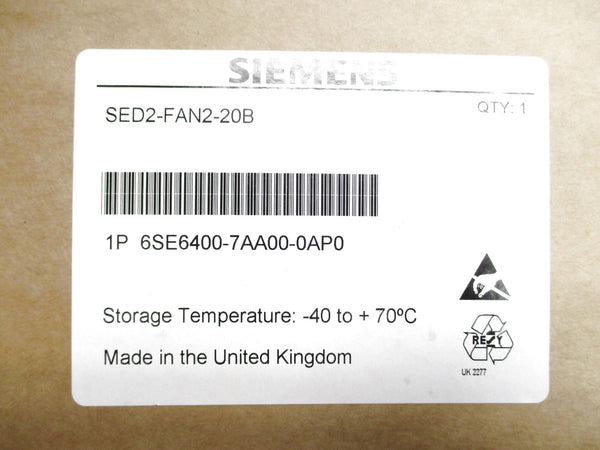 SIEMENS
SED2-FAN2-20B
QTY: 1
1P 6SE6400-7AA00-0AP0
Storage Temperature: -40 to + 70ºC
Made in the United Kingdom
RESY
UK 2277